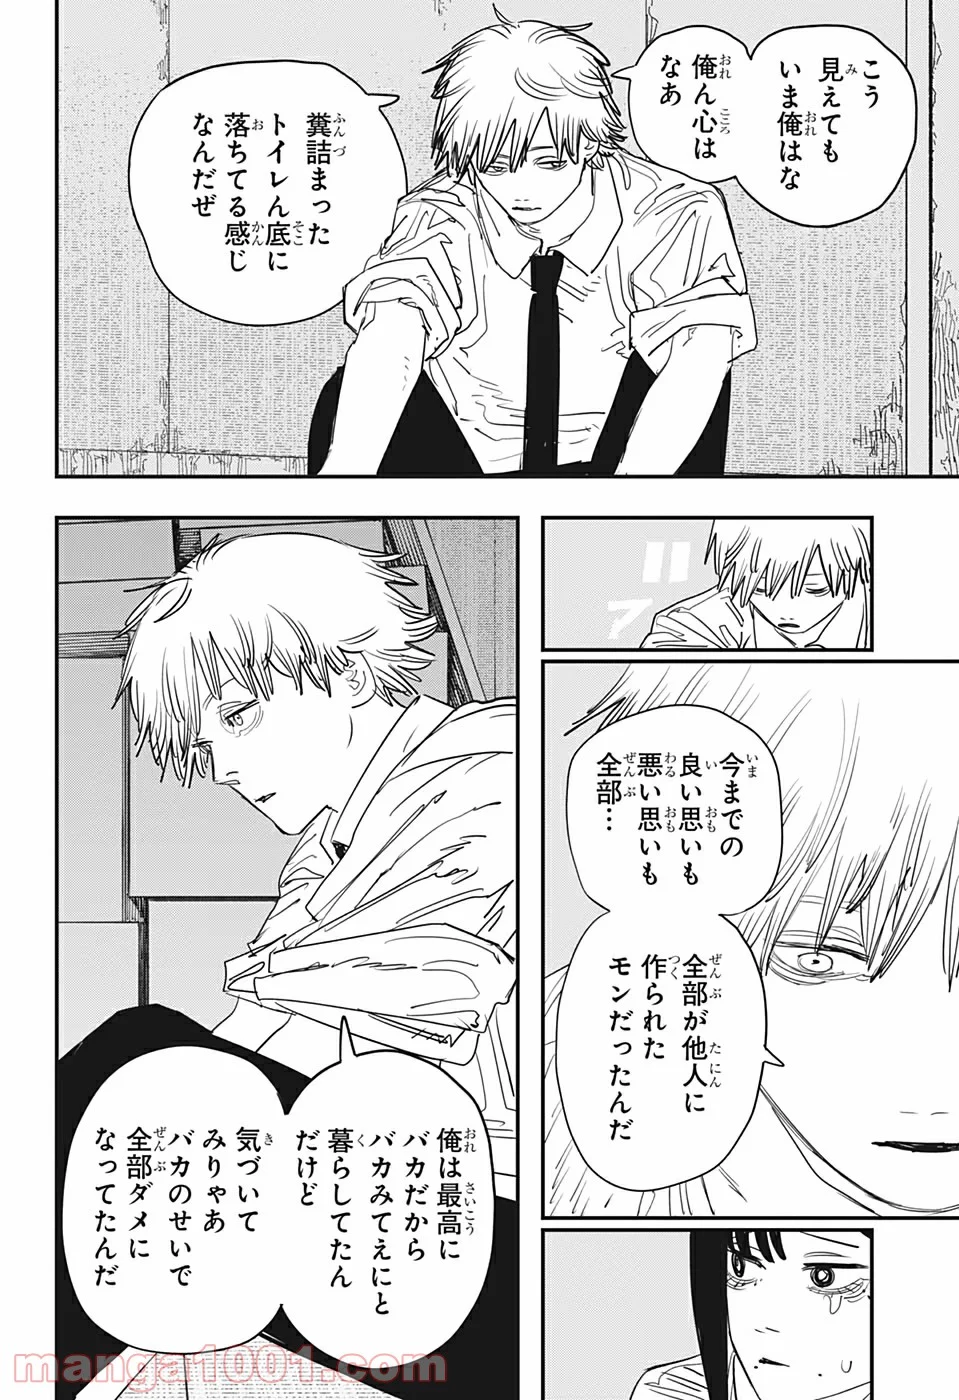 こう
見えても
いま俺はな
俺ん心は
なあ
糞詰まった
トイレん底に
落ちてる感じ
なんだぜ
今までの
良い思いも
悪い思いも
全部…
全部が他人に
作られた
モンだったんだ
俺は最高に
バカだから
バカみてえにと
暮らしてたん
だけど
気づいて
みりゃあ
バカのせいで
全部ダメに
なってたんだ
manga1001.com